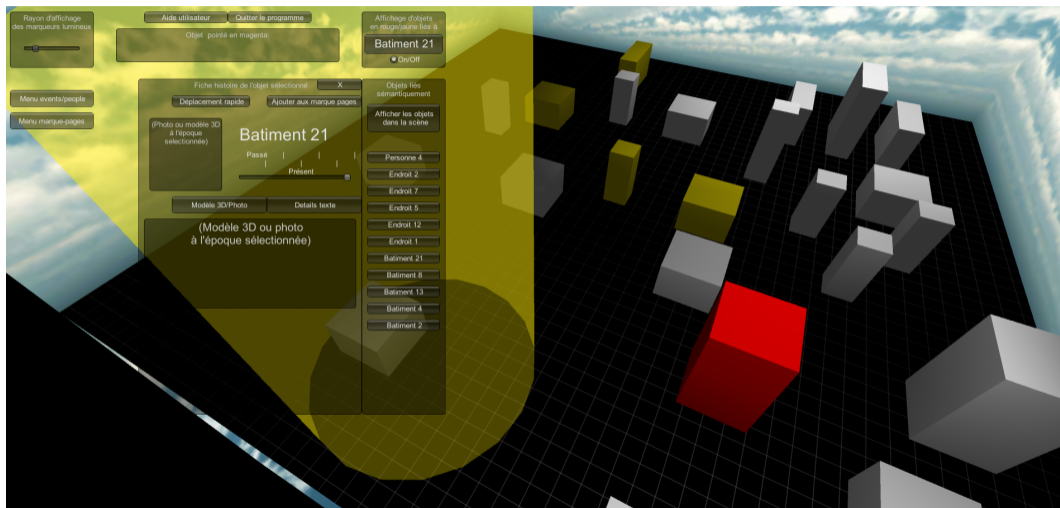 Rayon d'affichage
des marqueurs lumineux
Aide utilisateur
Quitter le programme
Objet pointé en magenta:
Affichage d'objets
en rouge/jaune liés à
Batiment 21
On/Off
Menu events/people
Menu marque-pages
Fiche histoire de l'objet sélectionné
X
Déplacement rapide
Ajouter aux marque pages
(Photo ou modèle 3D
à l'époque
sélectionnée)
Batiment 21
Passé
Présent
Modèle 3D/Photo
Details texte
(Modèle 3D ou photo
à l'époque sélectionnée)
Objets liés
sémantiquement
Afficher les objets
dans la scène
Personne 4
Endroit 2
Endroit 7
Endroit 5
Endroit 12
Endroit 1
Batiment 21
Batiment 8
Batiment 13
Batiment 4
Batiment 2